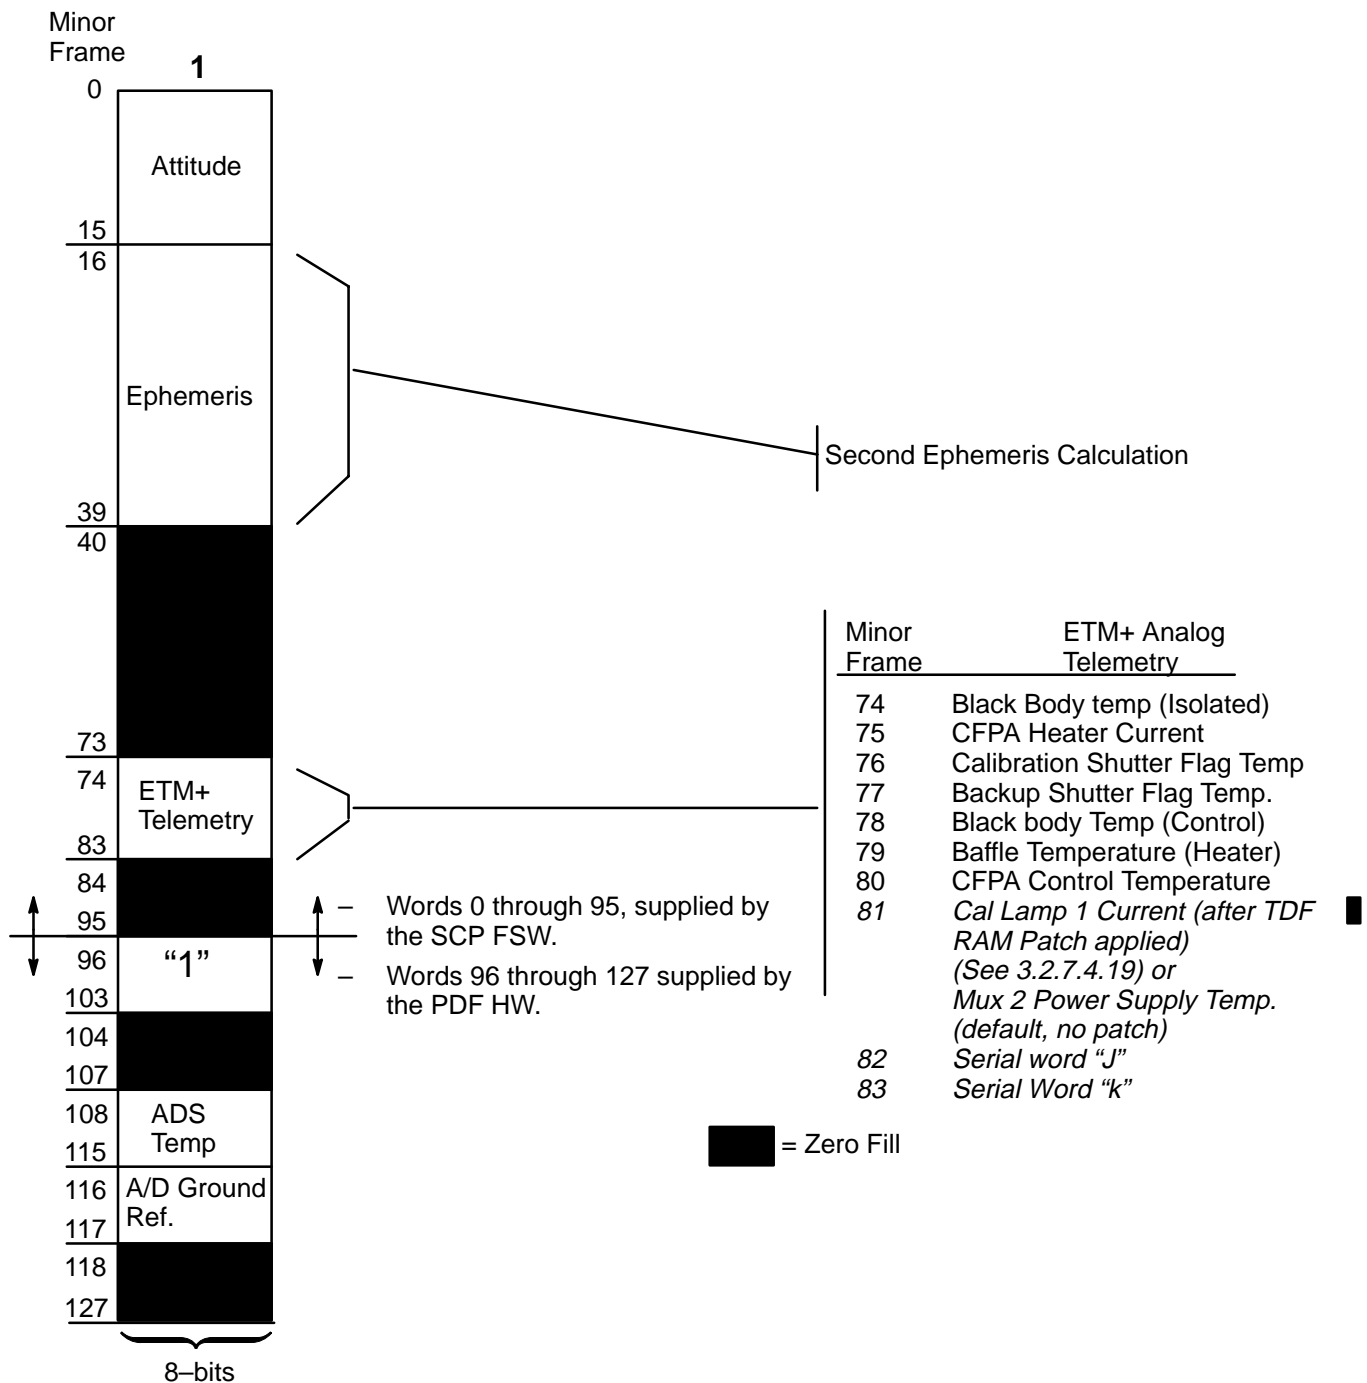 Minor
Frame
1
0
Attitude
15
16
Ephemeris
Second Ephemeris Calculation
39
40
Minor
Frame
ETM+ Analog
Telemetry
74 Black Body temp (Isolated)
75 CFPA Heater Current
76 Calibration Shutter Flag Temp
77 Backup Shutter Flag Temp.
78 Black body Temp (Control)
79 Baffle Temperature (Heater)
80 CFPA Control Temperature
81 Cal Lamp 1 Current (after TDF
RAM Patch applied)
(See 3.2.7.4.19) or
Mux 2 Power Supply Temp.
(default, no patch)
82 Serial word “J”
83 Serial Word “k”
73
74
ETM+
Telemetry
83
84
95
– Words 0 through 95, supplied by
the SCP FSW.
96
“1”
– Words 96 through 127 supplied by
the PDF HW.
103
104
107
108
ADS
Temp
115
= Zero Fill
116
A/D Ground
Ref.
117
118
127
8–bits